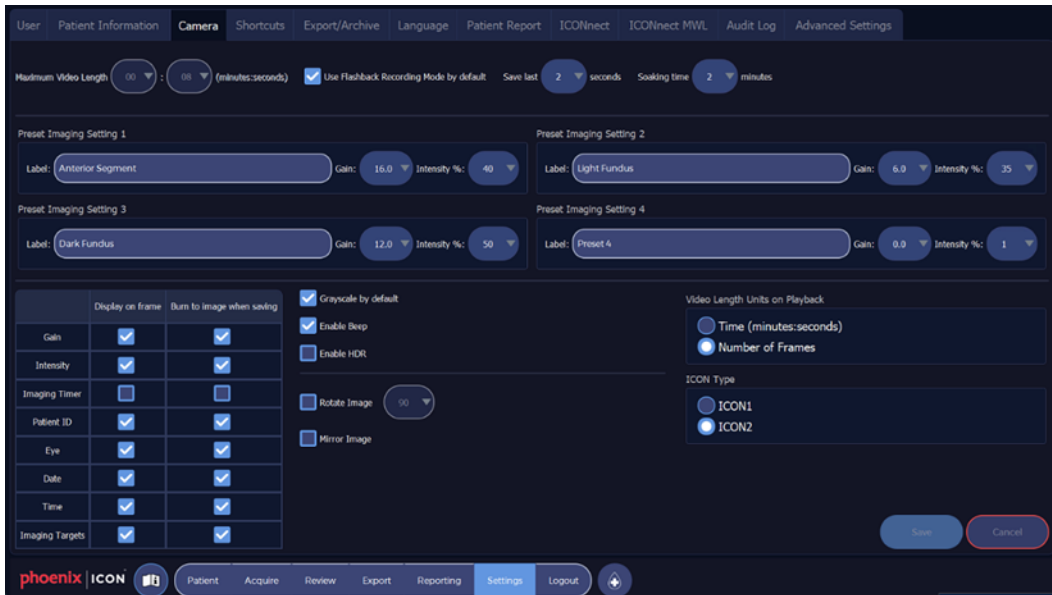 User Patient Information Camera Shortcuts Export/Archive Language Patient Report ICONnect ICONnect MWL Audit Log Advanced Settings
Maximum Video Length 00 : 08 (minutes:seconds) Use Flashback Recording Mode by default Save last 2 seconds Soaking time 2 minutes
Preset Imaging Setting 1
Label: Anterior Segment Gain: 16.0 Intensity %: 40
Preset Imaging Setting 2
Label: Light Fundus Gain: 6.0 Intensity %: 35
Preset Imaging Setting 3
Label: Dark Fundus Gain: 12.0 Intensity %: 50
Preset Imaging Setting 4
Label: Preset 4 Gain: 0.0 Intensity %: 1
Display on frame Burn to image when saving
Gain
Intensity
Imaging Timer
Patient ID
Eye
Date
Time
Imaging Targets
Grayscale by default
Enable Beep
Enable HDR
Rotate Image 90
Mirror Image
Video Length Units on Playback
Time (minutes:seconds)
Number of Frames
ICON Type
ICON1
ICON2
Save Cancel
phoenix ICON Patient Acquire Review Export Reporting Settings Logout